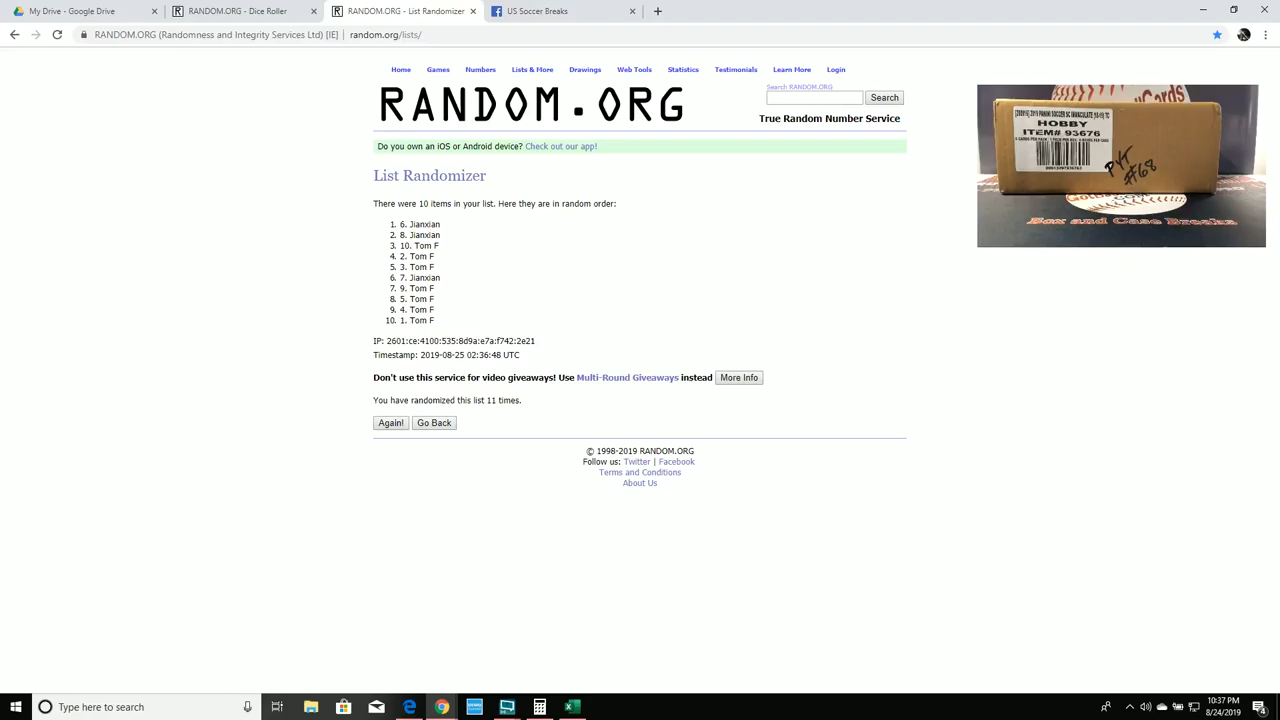 My Drive - Google Drive
RANDOM.ORG - Dice Roller
RANDOM.ORG - List Randomizer
US Soccer Breaks
RANDOM.ORG (Randomness and Integrity Services Ltd) [IE] | random.org/lists/
Home Games Numbers Lists & More Drawings Web Tools Statistics Testimonials Learn More Login
Search RANDOM.ORG
RANDOM.ORG
Search
True Random Number Service
Do you own an iOS or Android device? Check out our app!
List Randomizer
There were 10 items in your list. Here they are in random order:
1. 6. Jianxian
2. 8. Jianxian
3. 10. Tom F
4. 2. Tom F
5. 3. Tom F
6. 7. Jianxian
7. 9. Tom F
8. 5. Tom F
9. 4. Tom F
10. 1. Tom F
IP: 2601:ce:4100:535:8d9a:e7a:f742:2e21
Timestamp: 2019-08-25 02:36:48 UTC
Don't use this service for video giveaways! Use Multi-Round Giveaways instead More Info
You have randomized this list 11 times.
Again! Go Back
© 1998-2019 RANDOM.ORG
Follow us: Twitter | Facebook
Terms and Conditions
About Us
HOBBY
ITEM# 93676
PYT
#68
Box and Case Breaks
Type here to search
10:37 PM
8/24/2019